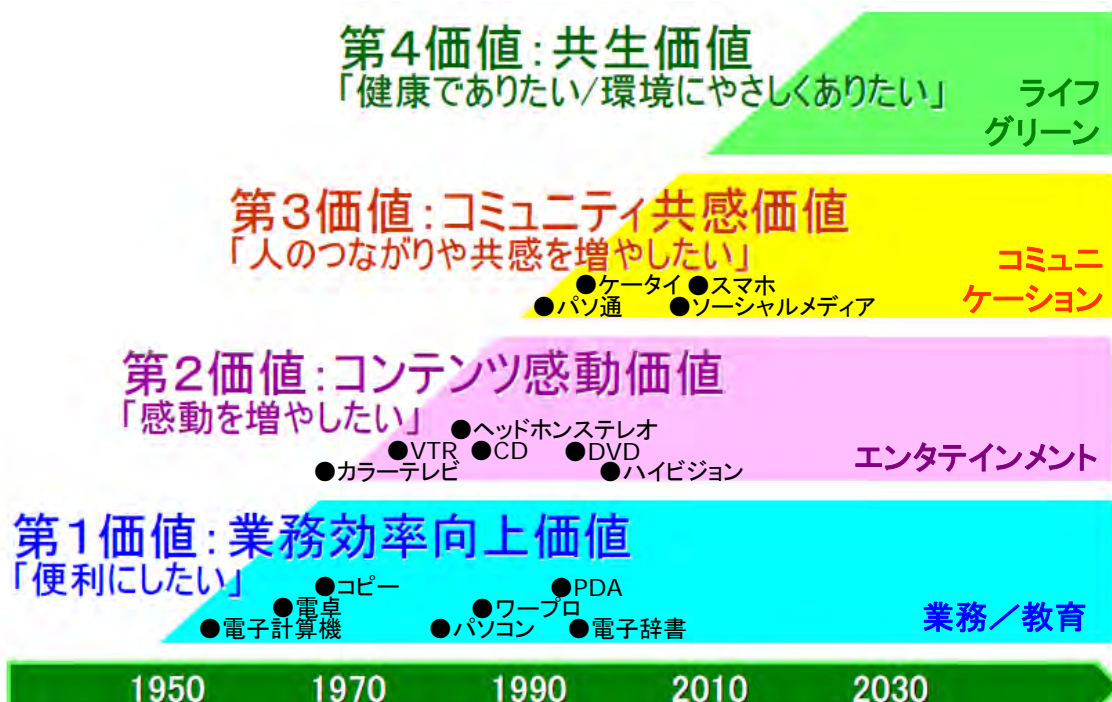 第4価値:共生価値
「健康でありたい/環境にやさしくありたい」
ライフ
グリーン
第3価値:コミュニティ共感価値
「人のつながりや共感を増やしたい」
●ケータイ ●スマホ
●パソ通 ●ソーシャルメディア
コミュニ
ケーション
第2価値:コンテンツ感動価値
「感動を増やしたい」
●ヘッドホンステレオ
●VTR ●CD ●DVD
●カラーテレビ ●ハイビジョン
エンタテインメント
第1価値:業務効率向上価値
「便利にしたい」
●コピー ●PDA
●電卓 ●ワープロ
●電子計算機 ●パソコン ●電子辞書
業務/教育
1950 1970 1990 2010 2030